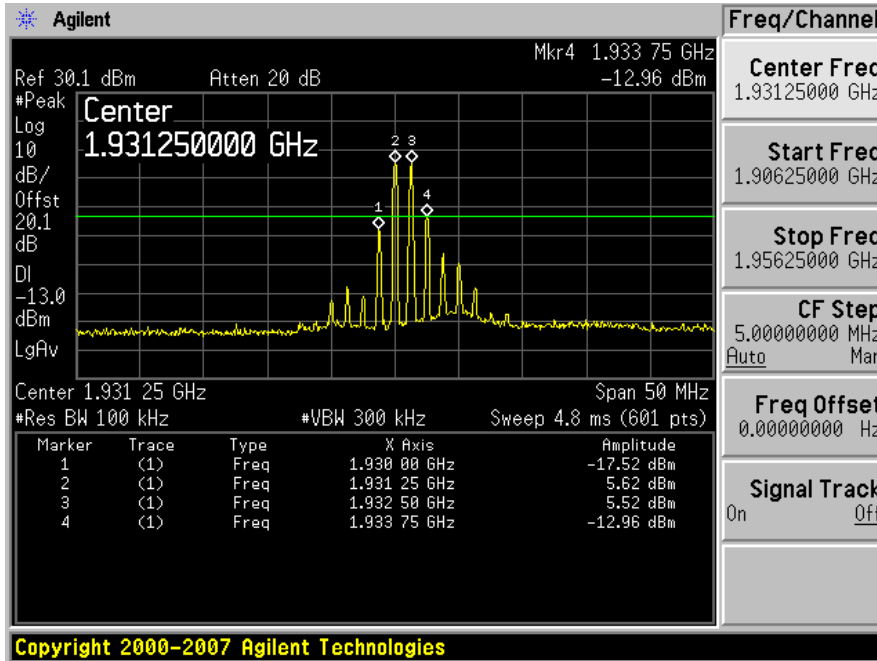 Agilent
Freq/Channel
Mkr4 1.933 75 GHz
Ref 30.1 dBm Atten 20 dB -12.96 dBm
#Peak
Log
10
dB/
Offst
20.1
dB
DI
-13.0
dBm
LgAv
Center
1.931250000 GHz
1
2
3
4
Center 1.931 25 GHz Span 50 MHz
#Res BW 100 kHz #VBW 300 kHz Sweep 4.8 ms (601 pts)
Marker Trace Type X Axis Amplitude
1 (1) Freq 1.930 00 GHz -17.52 dBm
2 (1) Freq 1.931 25 GHz 5.62 dBm
3 (1) Freq 1.932 50 GHz 5.52 dBm
4 (1) Freq 1.933 75 GHz -12.96 dBm
Center Freq
1.93125000 GHz
Start Freq
1.90625000 GHz
Stop Freq
1.95625000 GHz
CF Step
5.00000000 MHz
Auto Man
Freq Offset
0.00000000 Hz
Signal Track
On Off
Copyright 2000-2007 Agilent Technologies